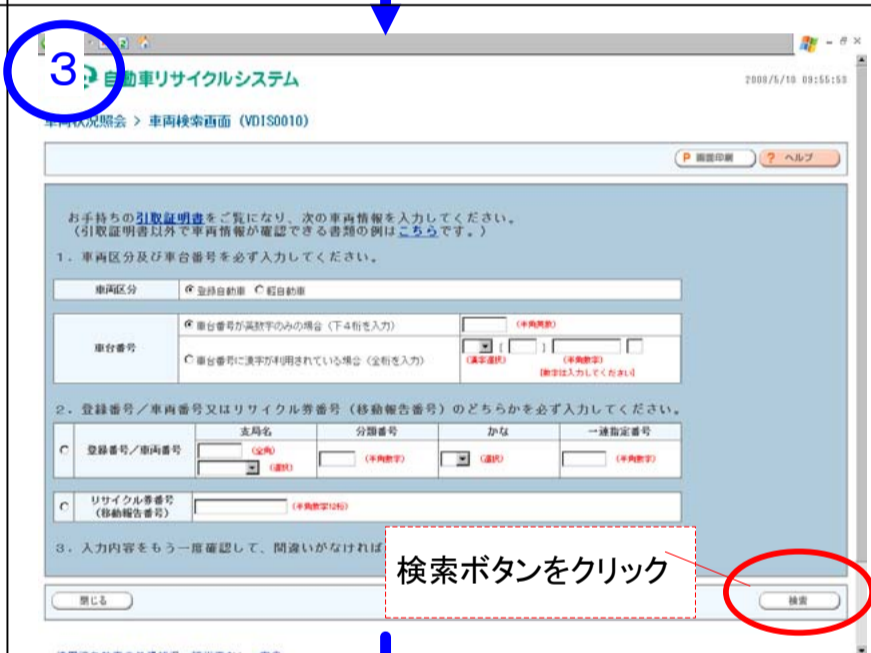 3
自動車リサイクルシステム
2008/5/10 09:55:53
車両状況照会 > 車両検索画面 (VDIS0010)
P 画面印刷
? ヘルプ
お手持ちの引取証明書をご覧になり、次の車両情報を入力してください。
(引取証明書以外で車両情報が確認できる書類の例はこちらです。)
1. 車両区分及び車台番号を必ず入力してください。
車両区分 登録自動車 軽自動車
車台番号
車台番号が英数字のみの場合(下4桁を入力) (半角英数)
車台番号に漢字が利用されている場合(全桁を入力) [ ]
(漢字選択) (半角数字)
[数字は入力してください]
2. 登録番号/車両番号又はリサイクル券番号(移動報告番号)のどちらかを必ず入力してください。
支局名 分類番号 かな 一連指定番号
登録番号/車両番号 (全角) (選択) (半角数字) (選択) (半角数字)
リサイクル券番号
(移動報告番号) (半角数字12桁)
3. 入力内容をもう一度確認して、間違いがなければ
検索ボタンをクリック
閉じる
検索